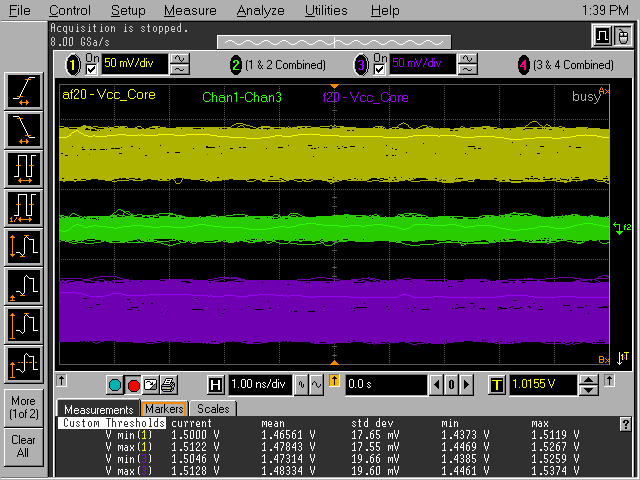 File Control Setup Measure Analyze Utilities Help 1:39 PM
Acquisition is stopped.
8.00 GSa/s
1 On 50 mV/div 2 (1 & 2 Combined) 3 On 50 mV/div 4 (3 & 4 Combined)
af20 - Vcc_Core Chan1-Chan3 f20 - Vcc_Core busy Ax
f2
Bx
T
More
(1of 2)
Clear
All
H 1.00 ns/div 0.0 s 0 T 1.0155 V
Measurements Markers Scales
Custom Thresholds current mean std dev min max ?
V min(1) 1.5000 V 1.46561 V 17.65 mV 1.4373 V 1.5119 V
V max(1) 1.5122 V 1.47843 V 17.55 mV 1.4469 V 1.5267 V
V min(3) 1.5046 V 1.47314 V 19.66 mV 1.4385 V 1.5259 V
V max(3) 1.5128 V 1.48334 V 19.60 mV 1.4461 V 1.5374 V